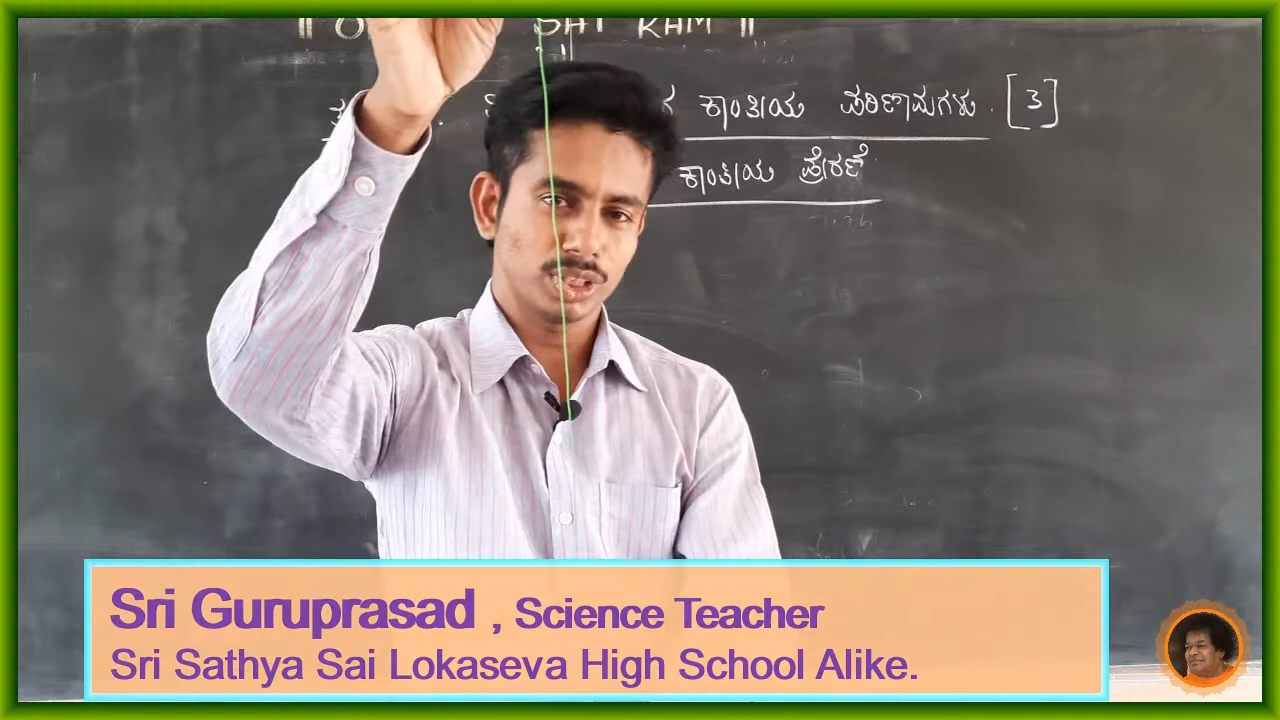 SAI RAM ॥
ಕಾಂತೀಯ ಪರಿಣಾಮಗಳು. [3]
ಕಾಂತೀಯ ಪ್ರೇರಣೆ
Sri Guruprasad , Science Teacher
Sri Sathya Sai Lokaseva High School Alike.